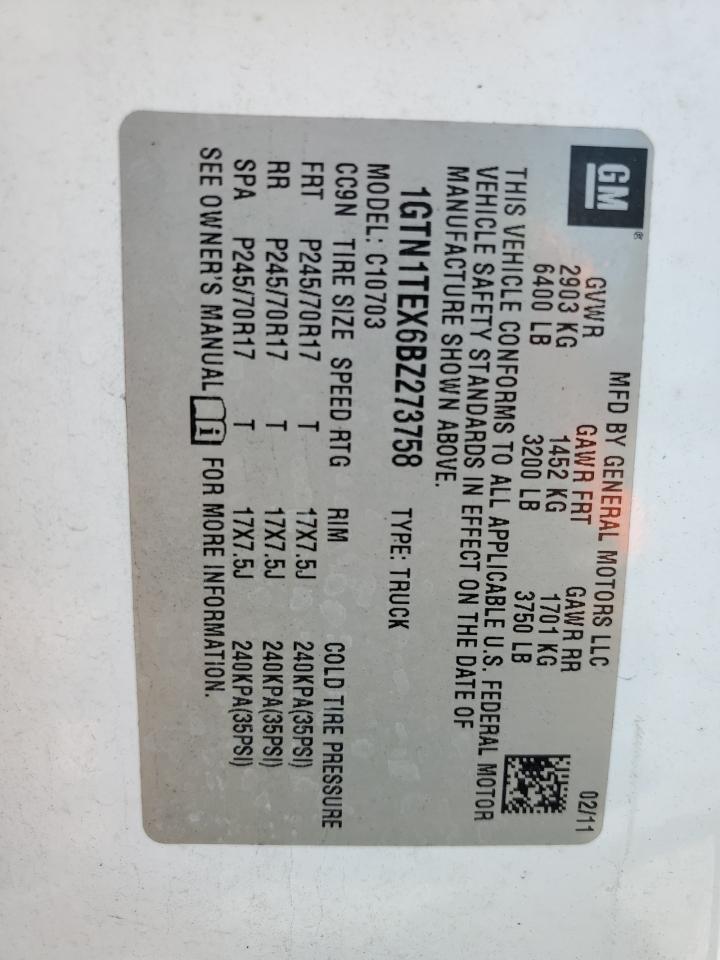 GM ®
MFD BY GENERAL MOTORS LLC 02/11
GVWR GAWR FRT GAWR RR
2903 KG 1452 KG 1701 KG
6400 LB 3200 LB 3750 LB
THIS VEHICLE CONFORMS TO ALL APPLICABLE U.S. FEDERAL MOTOR
VEHICLE SAFETY STANDARDS IN EFFECT ON THE DATE OF
MANUFACTURE SHOWN ABOVE.
1GTN1TEX6BZ273758 TYPE: TRUCK
MODEL: C10703
CC9N TIRE SIZE SPEED RTG RIM COLD TIRE PRESSURE
FRT P245/70R17 T 17X7.5J 240KPA(35PSI)
RR P245/70R17 T 17X7.5J 240KPA(35PSI)
SPA P245/70R17 T 17X7.5J 240KPA(35PSI)
SEE OWNER'S MANUAL i FOR MORE INFORMATION.